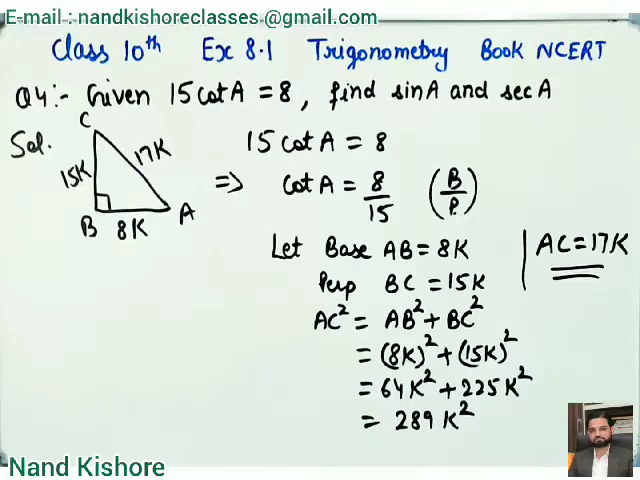 E-mail : nandkishoreclasses @gmail.com
Class 10th Ex 8.1 Trigonometry Book NCERT
Q4:- Given 15 cot A = 8, find sin A and sec A
Sol.
C
15K
17K
B
8K
A
15 cot A = 8
=> cot A = 8/15 (B/P)
Let Base AB = 8K
Perp BC = 15K
AC² = AB² + BC²
= (8K)² + (15K)²
= 64K² + 225K²
= 289 K²
AC = 17K
Nand Kishore